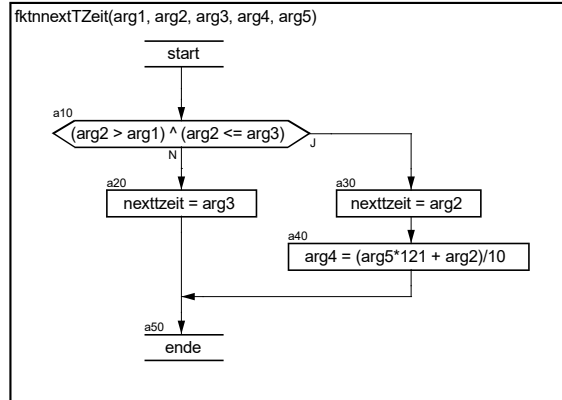 fktnnextTZeit(arg1, arg2, arg3, arg4, arg5)
start
a10
(arg2 > arg1) ^ (arg2 <= arg3)
N
J
a20
nexttzeit = arg3
a30
nexttzeit = arg2
a40
arg4 = (arg5*121 + arg2)/10
a50
ende